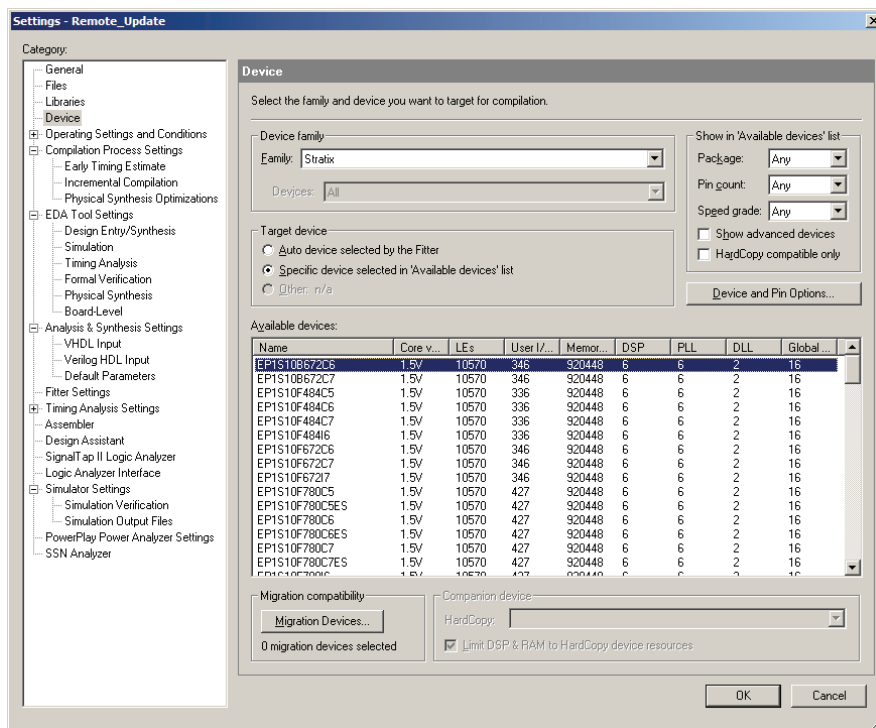 Settings - Remote_Update
Category:
General
Files
Libraries
Device
Operating Settings and Conditions
Compilation Process Settings
Early Timing Estimate
Incremental Compilation
Physical Synthesis Optimizations
EDA Tool Settings
Design Entry/Synthesis
Simulation
Timing Analysis
Formal Verification
Physical Synthesis
Board-Level
Analysis & Synthesis Settings
VHDL Input
Verilog HDL Input
Default Parameters
Fitter Settings
Timing Analysis Settings
Assembler
Design Assistant
SignalTap II Logic Analyzer
Logic Analyzer Interface
Simulator Settings
Simulation Verification
Simulation Output Files
PowerPlay Power Analyzer Settings
SSN Analyzer
Device
Select the family and device you want to target for compilation.
Device family
Family: Stratix
Devices: All
Target device
Auto device selected by the Fitter
Specific device selected in 'Available devices' list
Other: n/a
Show in 'Available devices' list
Package: Any
Pin count: Any
Speed grade: Any
Show advanced devices
HardCopy compatible only
Device and Pin Options...
Available devices:
Name Core v... LEs User I/... Memor... DSP PLL DLL Global ...
EP1S10B672C6 1.5V 10570 346 920448 6 6 2 16
EP1S10B672C7 1.5V 10570 346 920448 6 6 2 16
EP1S10F484C5 1.5V 10570 336 920448 6 6 2 16
EP1S10F484C6 1.5V 10570 336 920448 6 6 2 16
EP1S10F484C7 1.5V 10570 336 920448 6 6 2 16
EP1S10F484I6 1.5V 10570 336 920448 6 6 2 16
EP1S10F672C6 1.5V 10570 346 920448 6 6 2 16
EP1S10F672C7 1.5V 10570 346 920448 6 6 2 16
EP1S10F672I7 1.5V 10570 346 920448 6 6 2 16
EP1S10F780C5 1.5V 10570 427 920448 6 6 2 16
EP1S10F780C5ES 1.5V 10570 427 920448 6 6 2 16
EP1S10F780C6 1.5V 10570 427 920448 6 6 2 16
EP1S10F780C6ES 1.5V 10570 427 920448 6 6 2 16
EP1S10F780C7 1.5V 10570 427 920448 6 6 2 16
EP1S10F780C7ES 1.5V 10570 427 920448 6 6 2 16
EP1S10F780I6 1.5V 10570 427 920448 6 6 2 16
Migration compatibility
Migration Devices...
0 migration devices selected
Companion device
HardCopy:
Limit DSP & RAM to HardCopy device resources
OK
Cancel